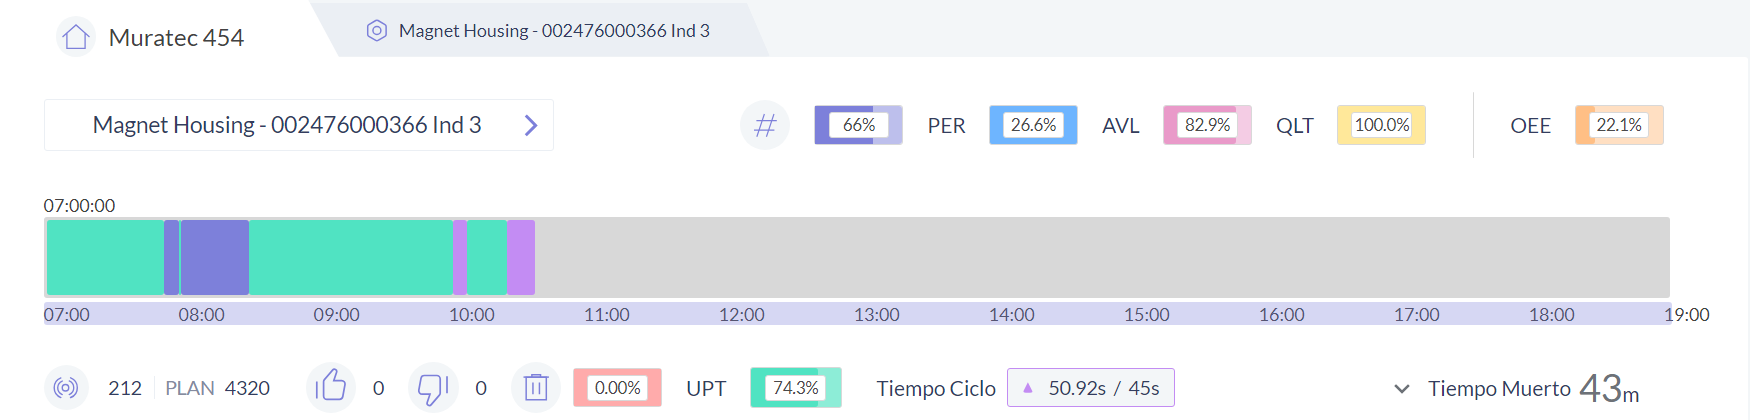 Muratec 454
Magnet Housing - 002476000366 Ind 3
Magnet Housing - 002476000366 Ind 3
# 66% PER 26.6% AVL 82.9% QLT 100.0% OEE 22.1%
07:00:00
07:00 08:00 09:00 10:00 11:00 12:00 13:00 14:00 15:00 16:00 17:00 18:00 19:00
212 PLAN 4320 0 0 0.00% UPT 74.3% Tiempo Ciclo 50.92s / 45s Tiempo Muerto 43m